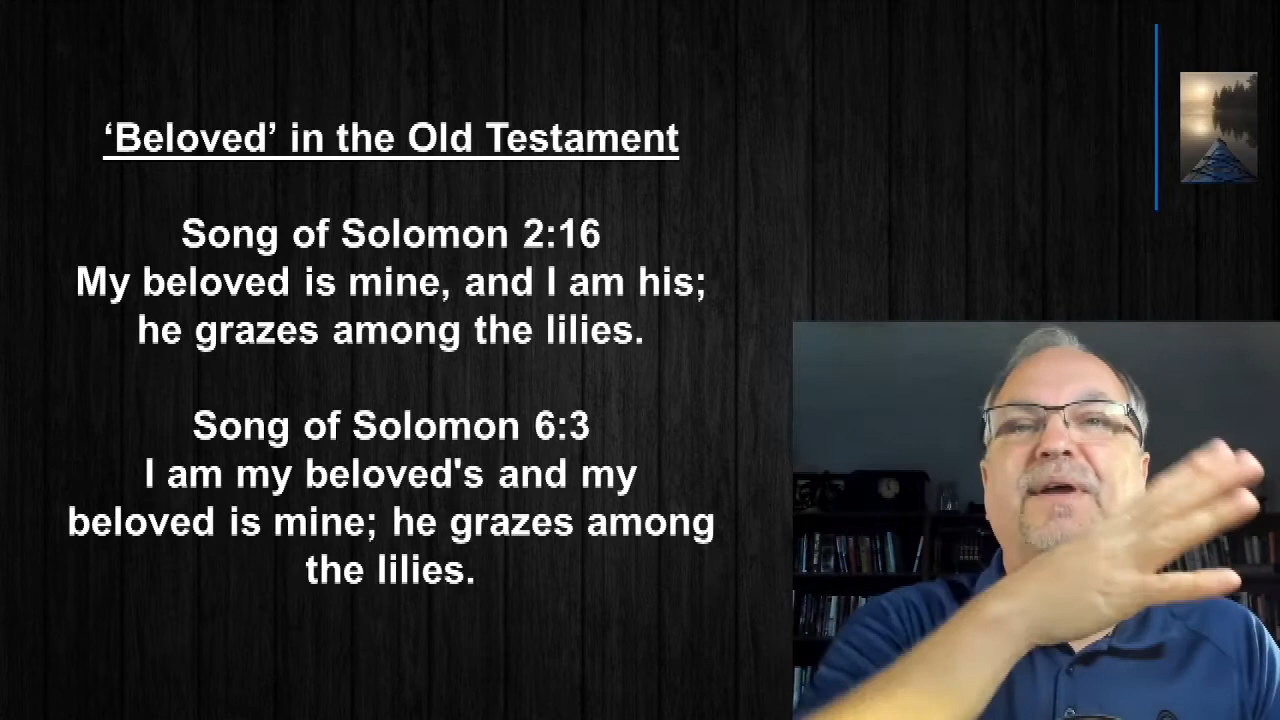 ‘Beloved’ in the Old Testament
Song of Solomon 2:16
My beloved is mine, and I am his;
he grazes among the lilies.
Song of Solomon 6:3
I am my beloved's and my
beloved is mine; he grazes among
the lilies.